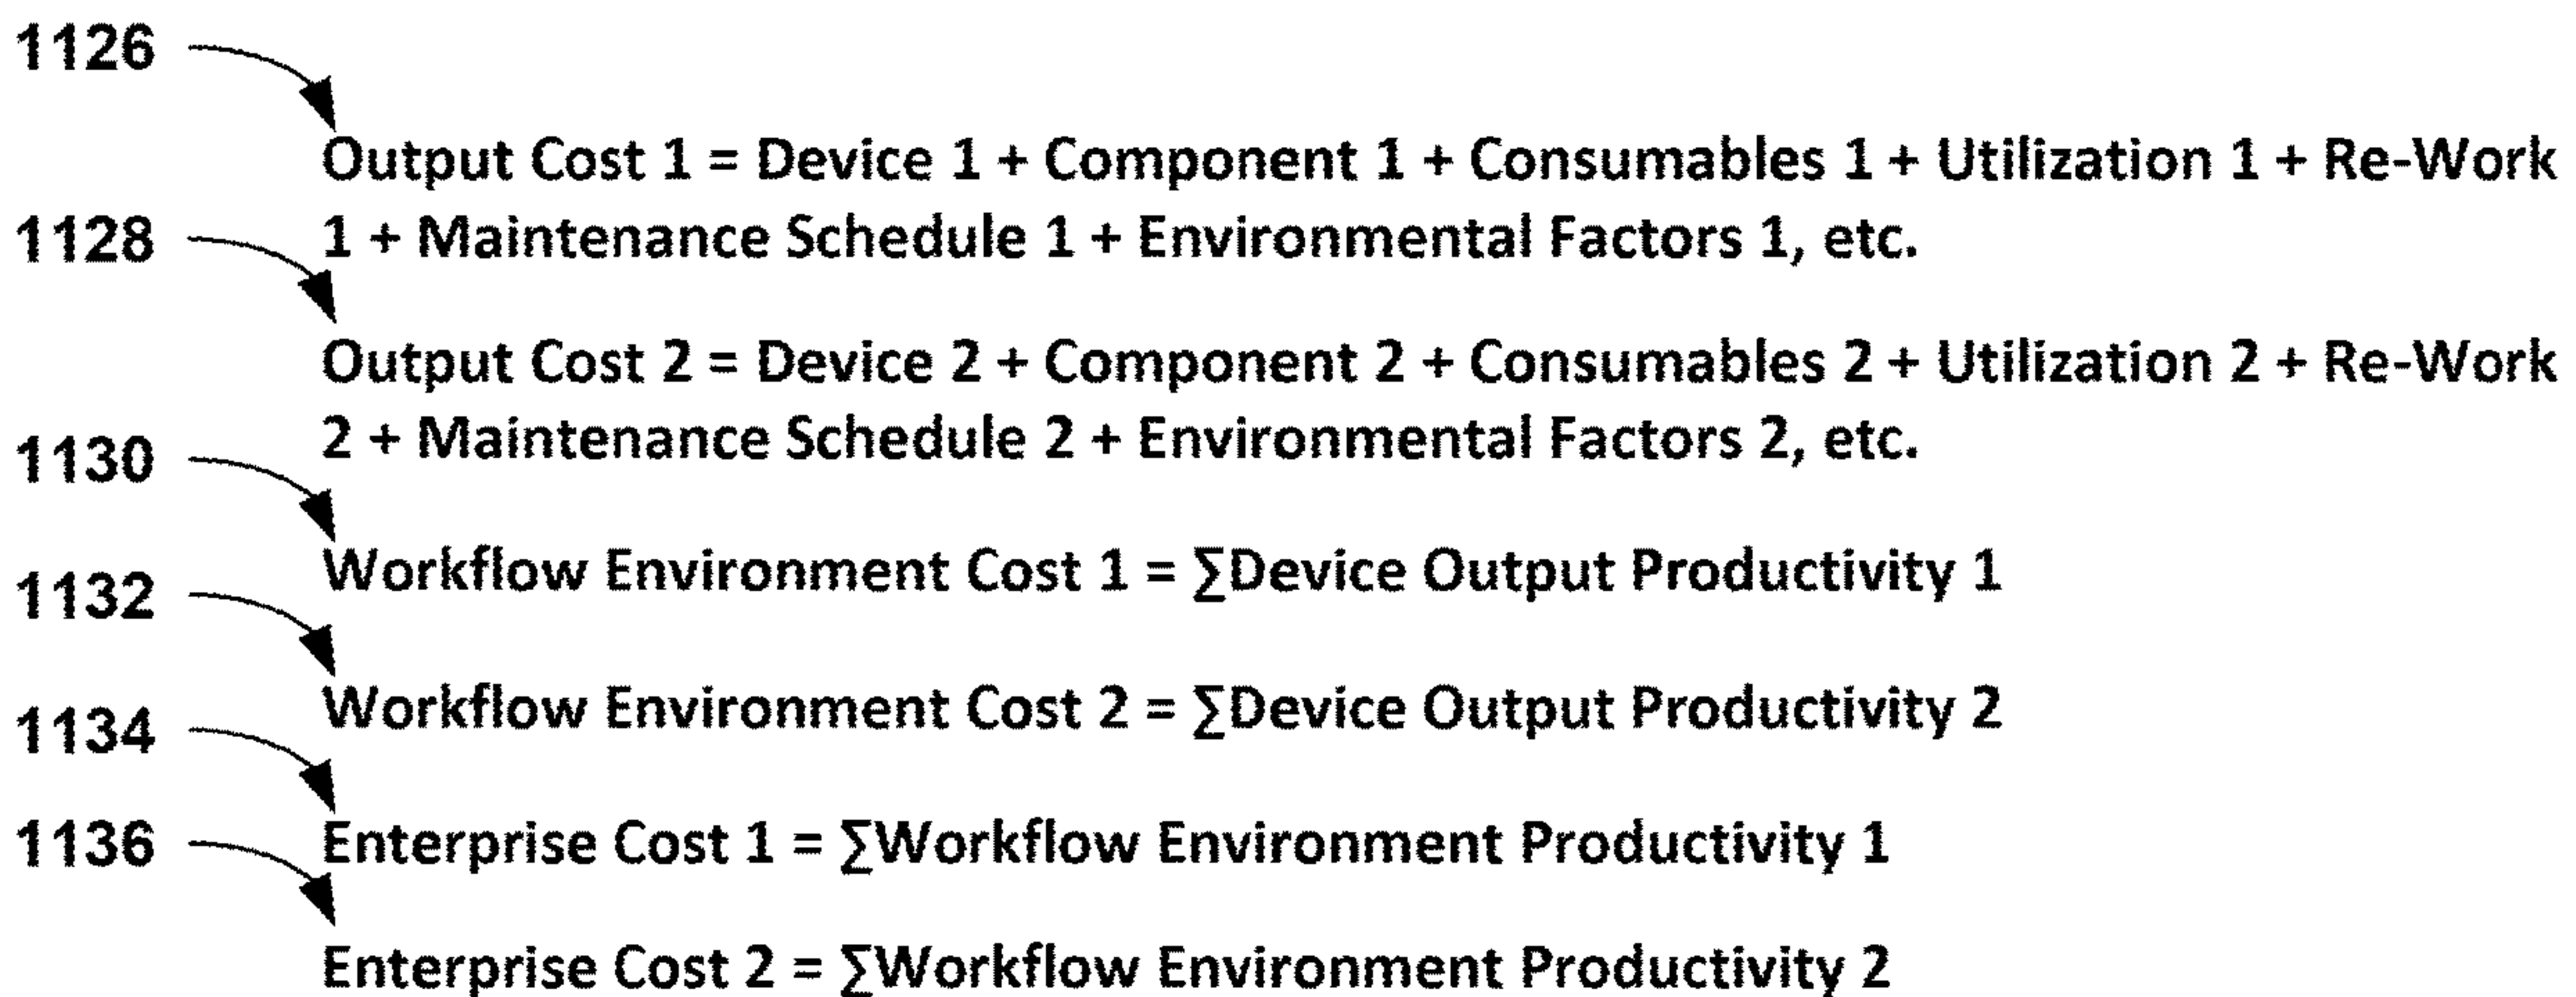 1126
Output Cost 1 = Device 1 + Component 1 + Consumables 1 + Utilization 1 + Re-Work
1128
1 + Maintenance Schedule 1 + Environmental Factors 1, etc.
Output Cost 2 = Device 2 + Component 2 + Consumables 2 + Utilization 2 + Re-Work
2 + Maintenance Schedule 2 + Environmental Factors 2, etc.
1130
Workflow Environment Cost 1 = ∑Device Output Productivity 1
1132
Workflow Environment Cost 2 = ∑Device Output Productivity 2
1134
Enterprise Cost 1 = ∑Workflow Environment Productivity 1
1136
Enterprise Cost 2 = ∑Workflow Environment Productivity 2